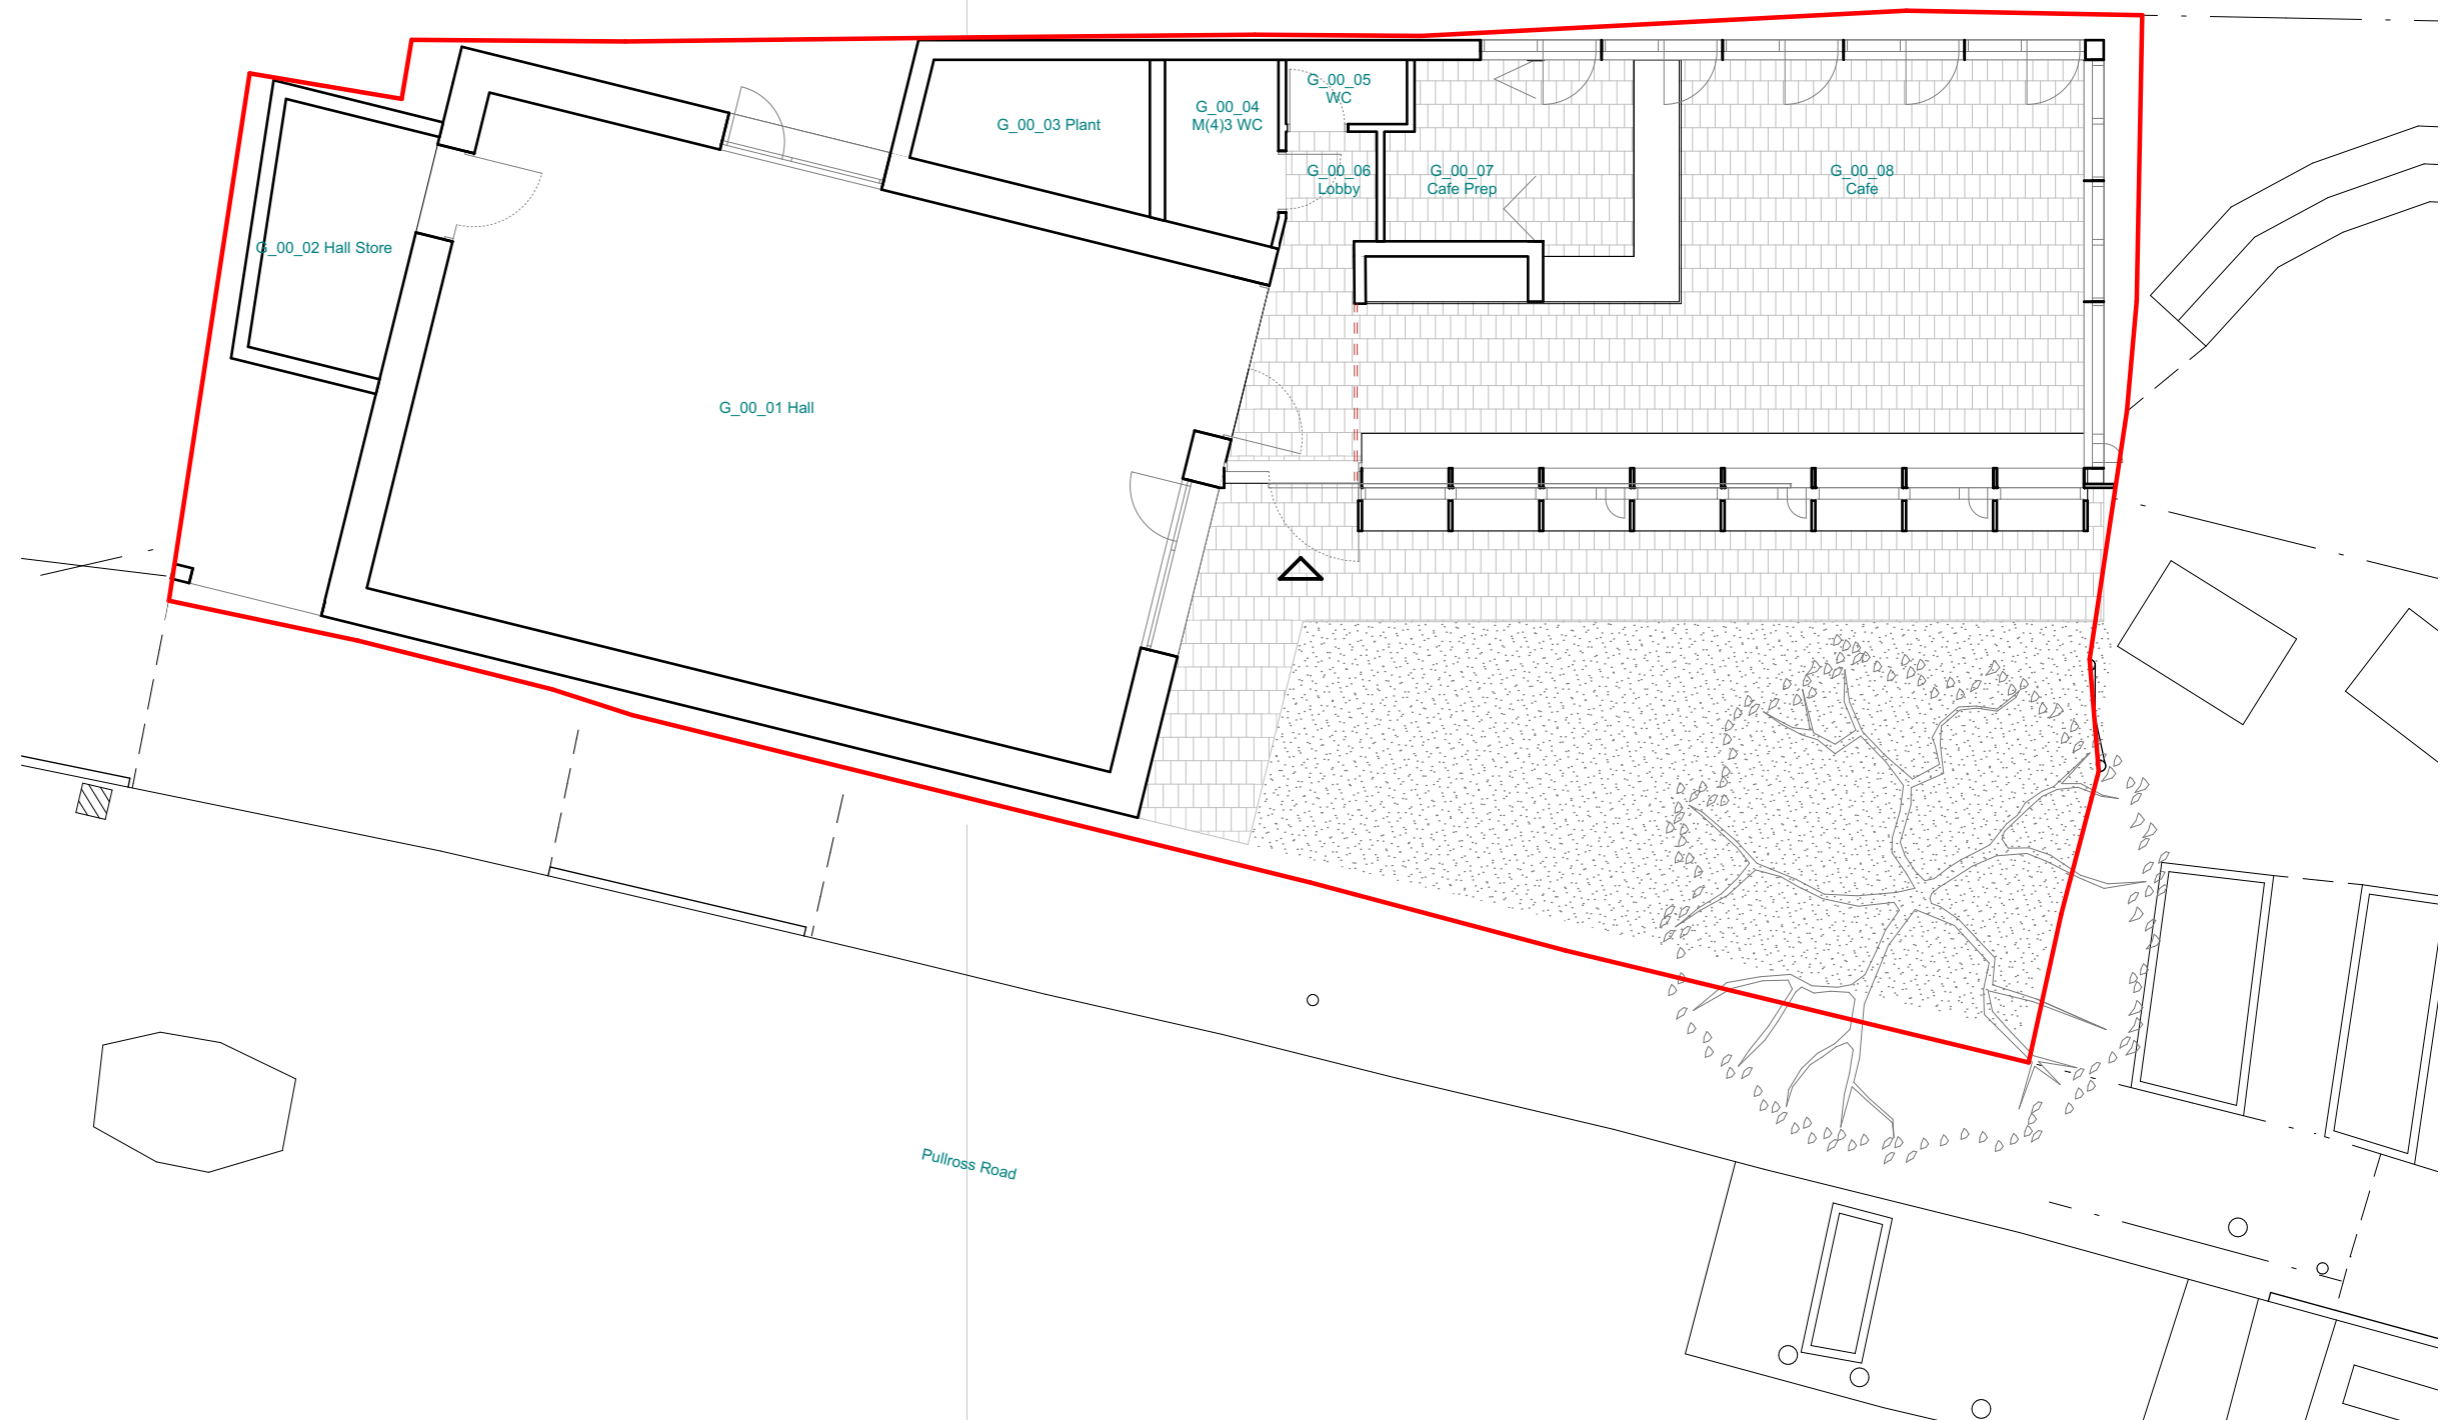 G_00_05
WC
G_00_04
M(4)3 WC
G_00_03 Plant
G_00_06
Lobby
G_00_07
Cafe Prep
G_00_08
Cafe
G_00_02 Hall Store
G_00_01 Hall
Pullross Road